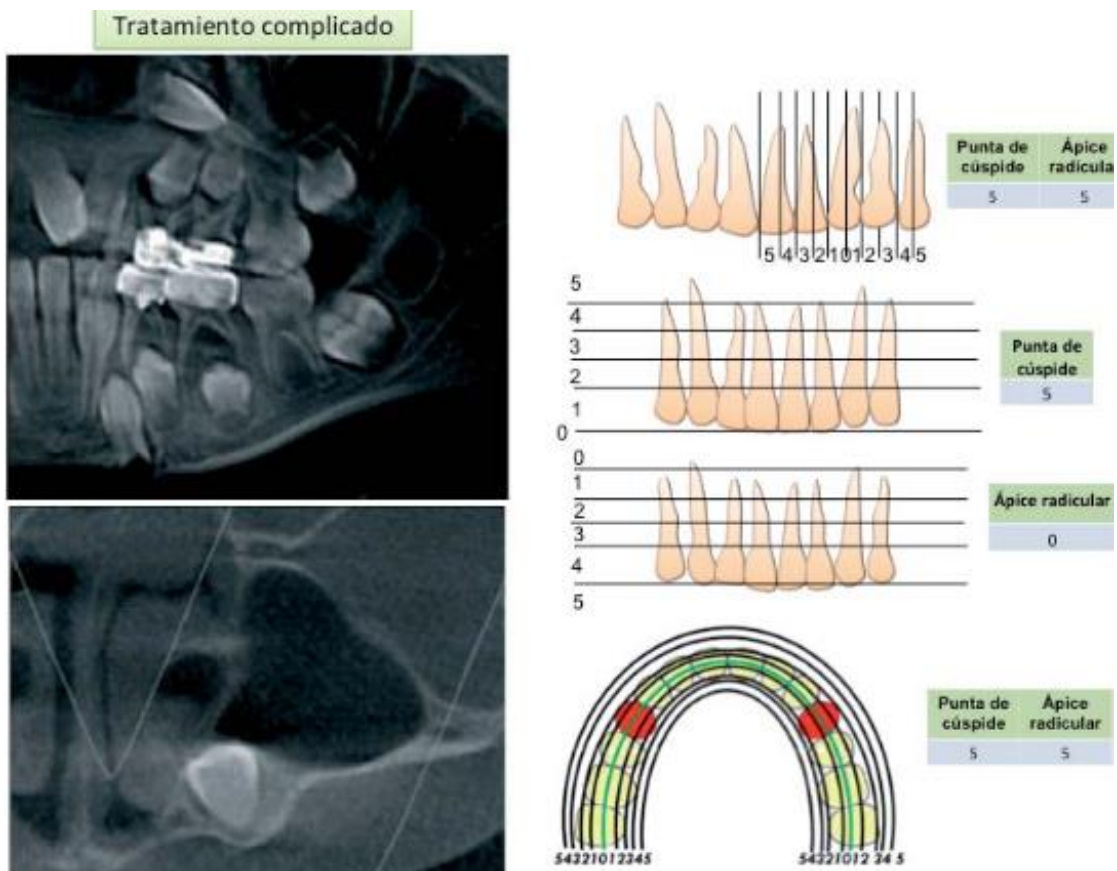 Tratamiento complicado
Punta de cúspide
Ápice radicular
5
5
5 4 3 2 1 0 1 2 3 4 5
5
4
3
2
1
0
Punta de cúspide
5
0
1
2
3
4
5
Ápice radicular
0
Punta de cúspide
Ápice radicular
5
5
54321012345
54321012 34 5